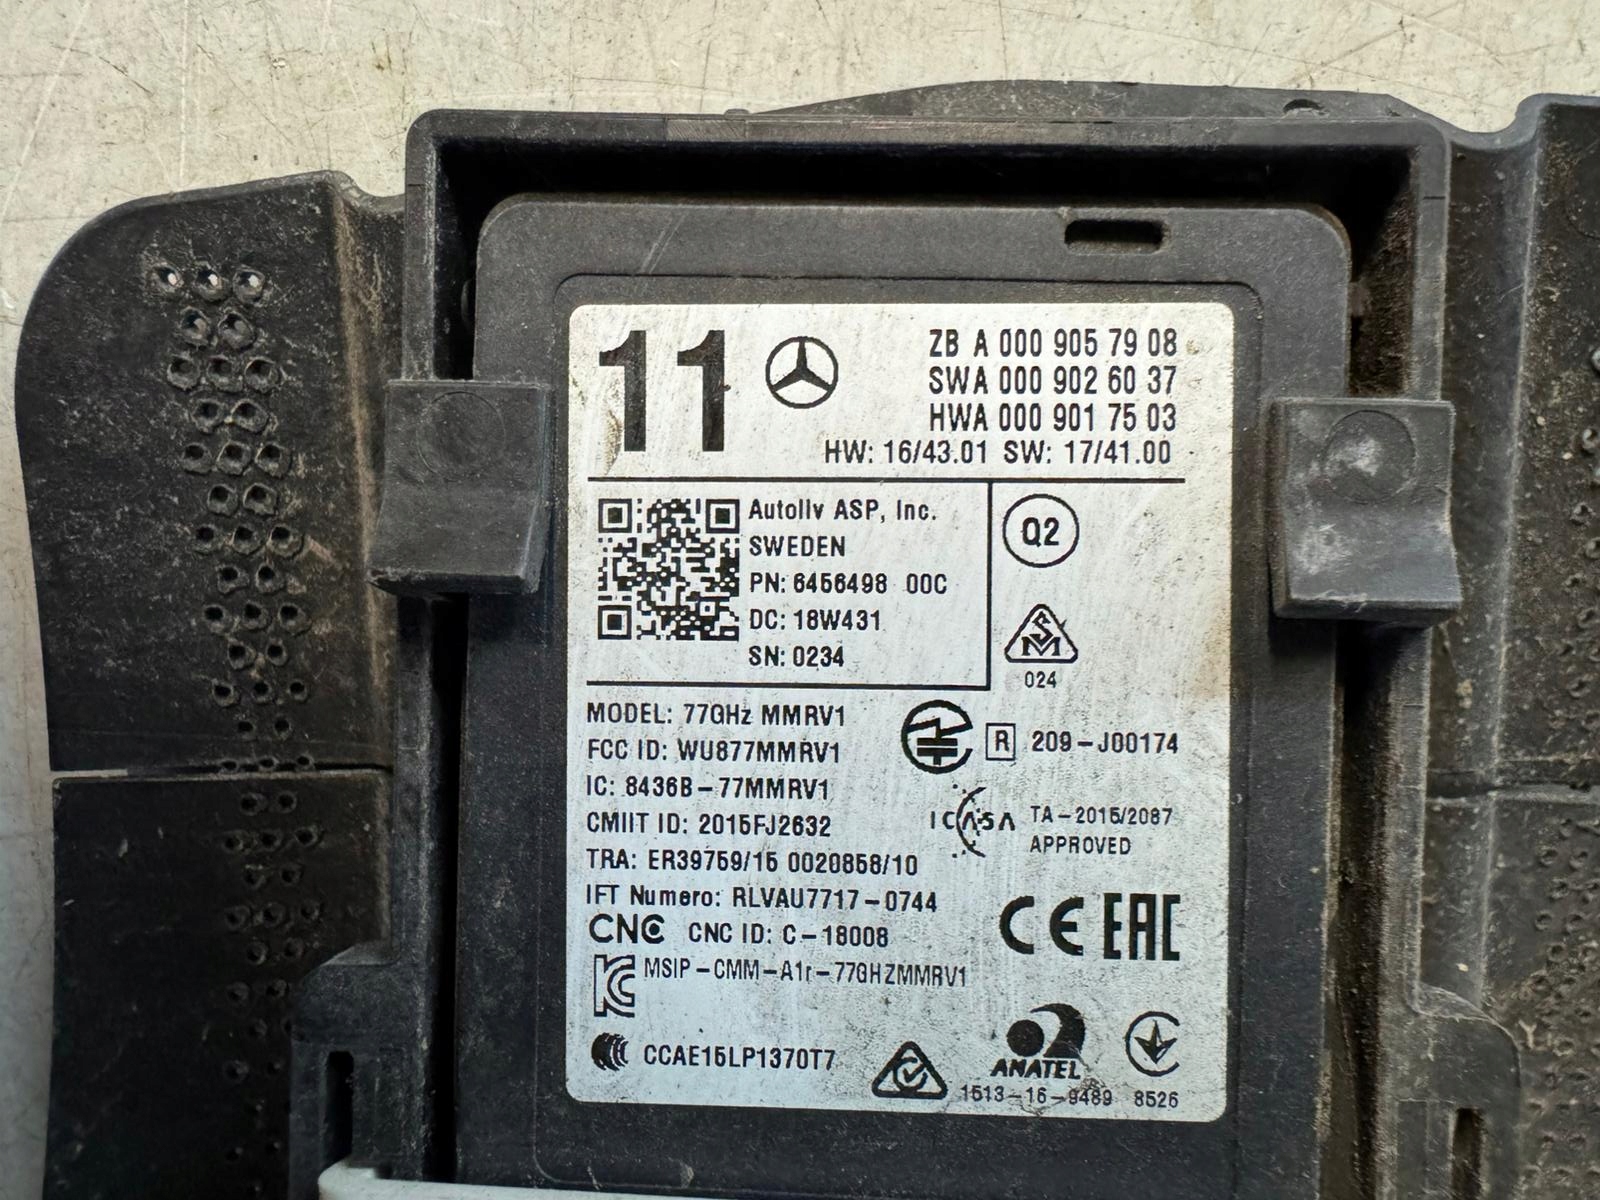 11
ZB A 000 905 79 08
SWA 000 902 60 37
HWA 000 901 75 03
HW: 16/43.01 SW: 17/41.00
Autoliv ASP, Inc.
SWEDEN
PN: 6456498 00C
DC: 18W431
SN: 0234
Q2
SM
024
MODEL: 77GHz MMRV1
FCC ID: WU877MMRV1
R 209-J00174
IC: 8436B-77MMRV1
CMIIT ID: 2015FJ2632
ICASA TA-2015/2087
APPROVED
TRA: ER39759/15 0020858/10
IFT Numero: RLVAU7717-0744
CNC CNC ID: C-18008
CE EAC
KC MSIP-CMM-A1r-77GHZMMRV1
CCAE15LP1370T7
ANATEL
1513-16-9489 8526